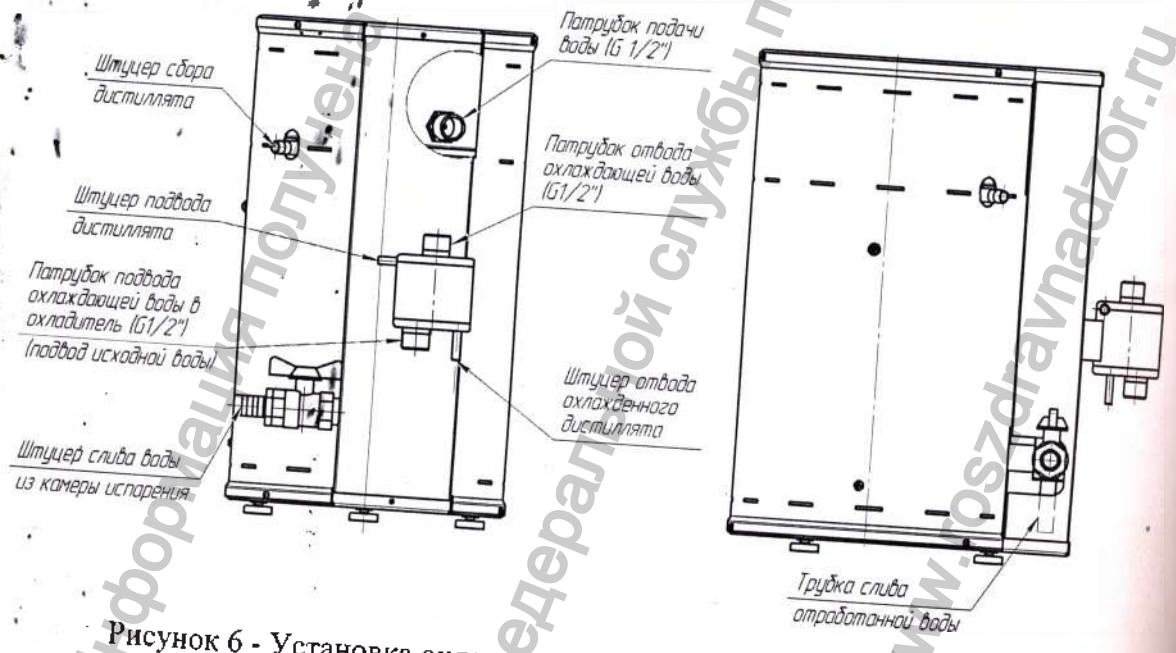 Штуцер сбора
дистиллята
Штуцер подвода
дистиллята
Патрубок подвода
охлаждающей воды в
охладитель (G1/2")
(подвод исходной воды)
Штуцер слива воды
из камеры испарения
Патрубок подачи
воды (G 1/2")
Патрубок отвода
охлаждающей воды
(G1/2")
Штуцер отвода
охлажденного
дистиллята
Трубка слива
отработанной воды
Рисунок 6 - Установка
информация получена
федеральной службы
www.roszdravnadzor.ru